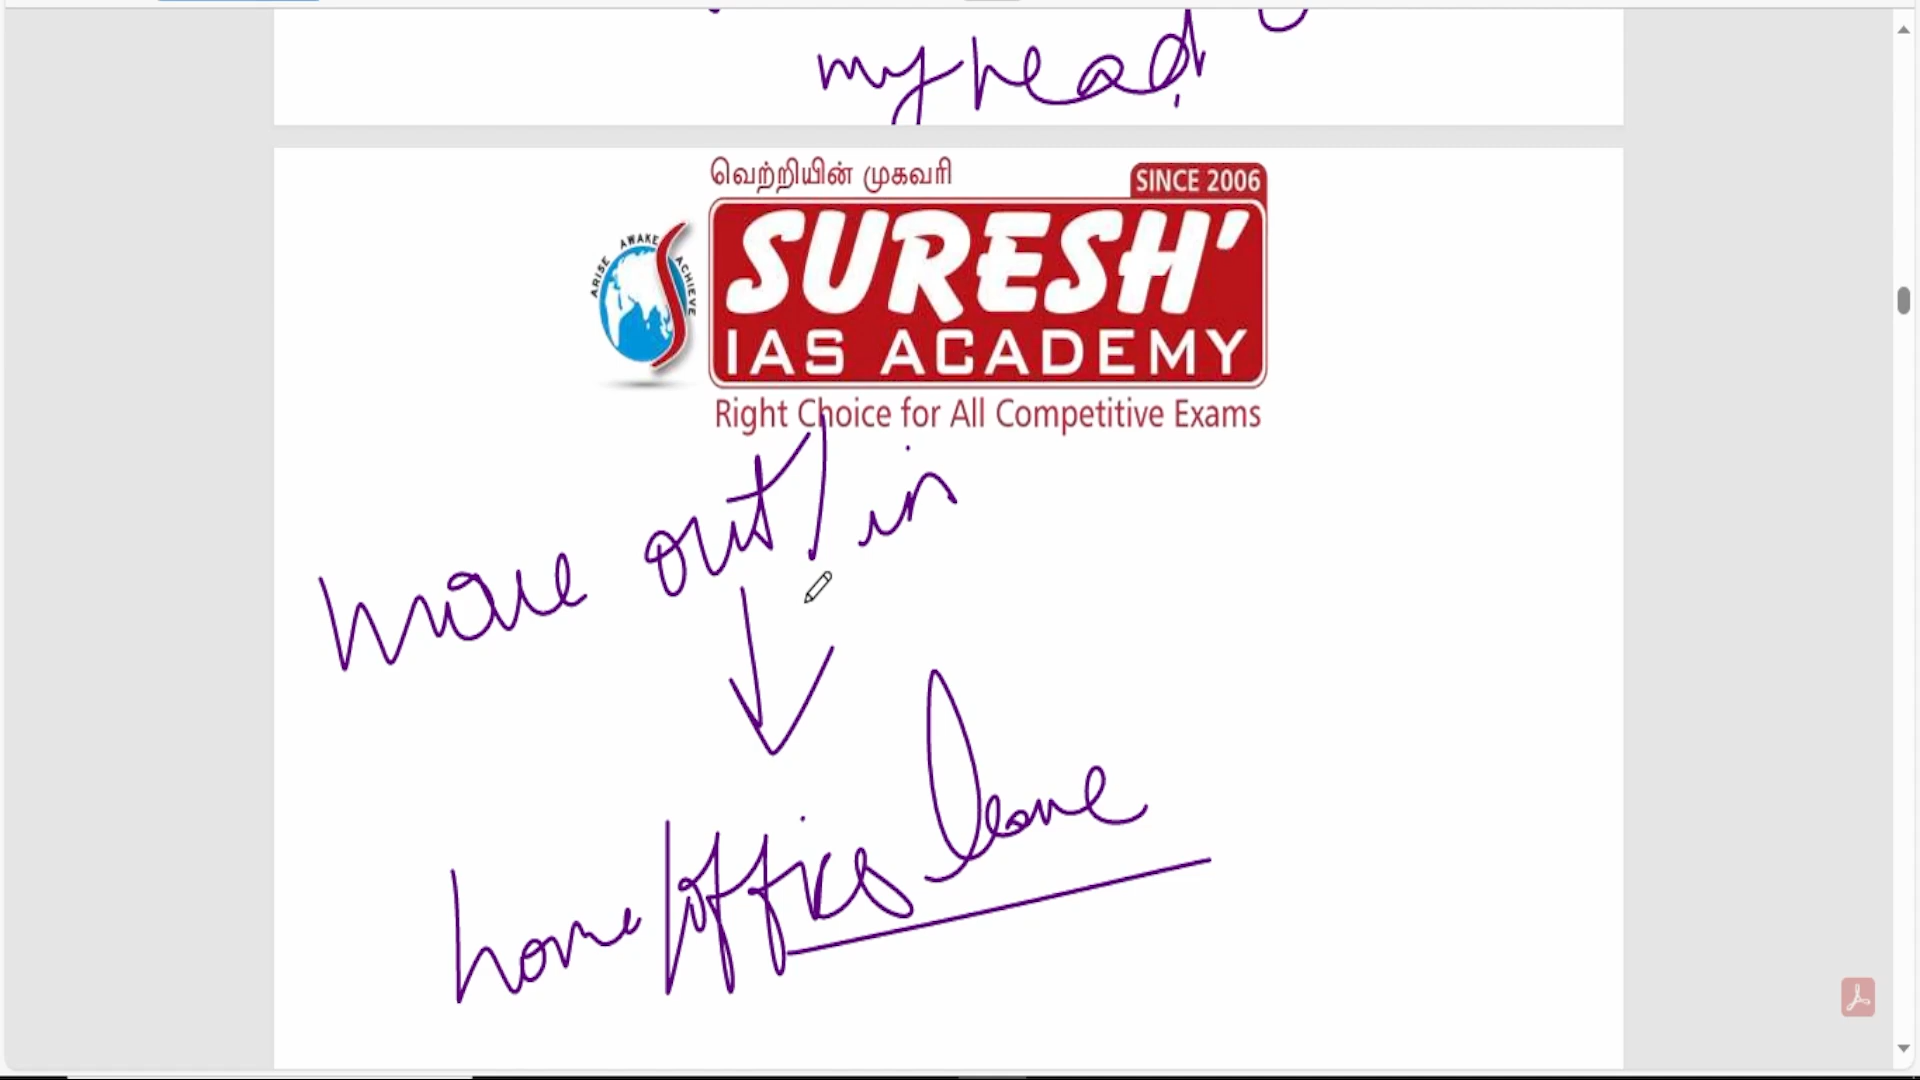 my head
வெற்றியின் முகவரி
SINCE 2006
ARISE AWAKE ACHIEVE
SURESH'
IAS ACADEMY
Right Choice for All Competitive Exams
move out/in
home/office leave